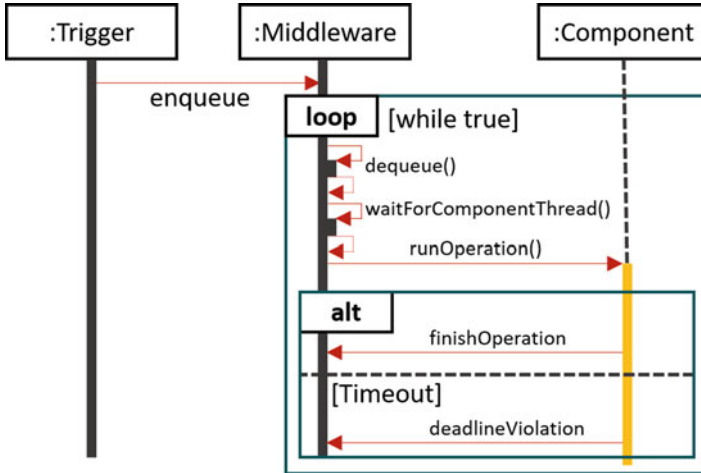 :Trigger
:Middleware
:Component
enqueue
loop
[while true]
dequeue()
waitForComponentThread()
runOperation()
alt
finishOperation
[Timeout]
deadlineViolation